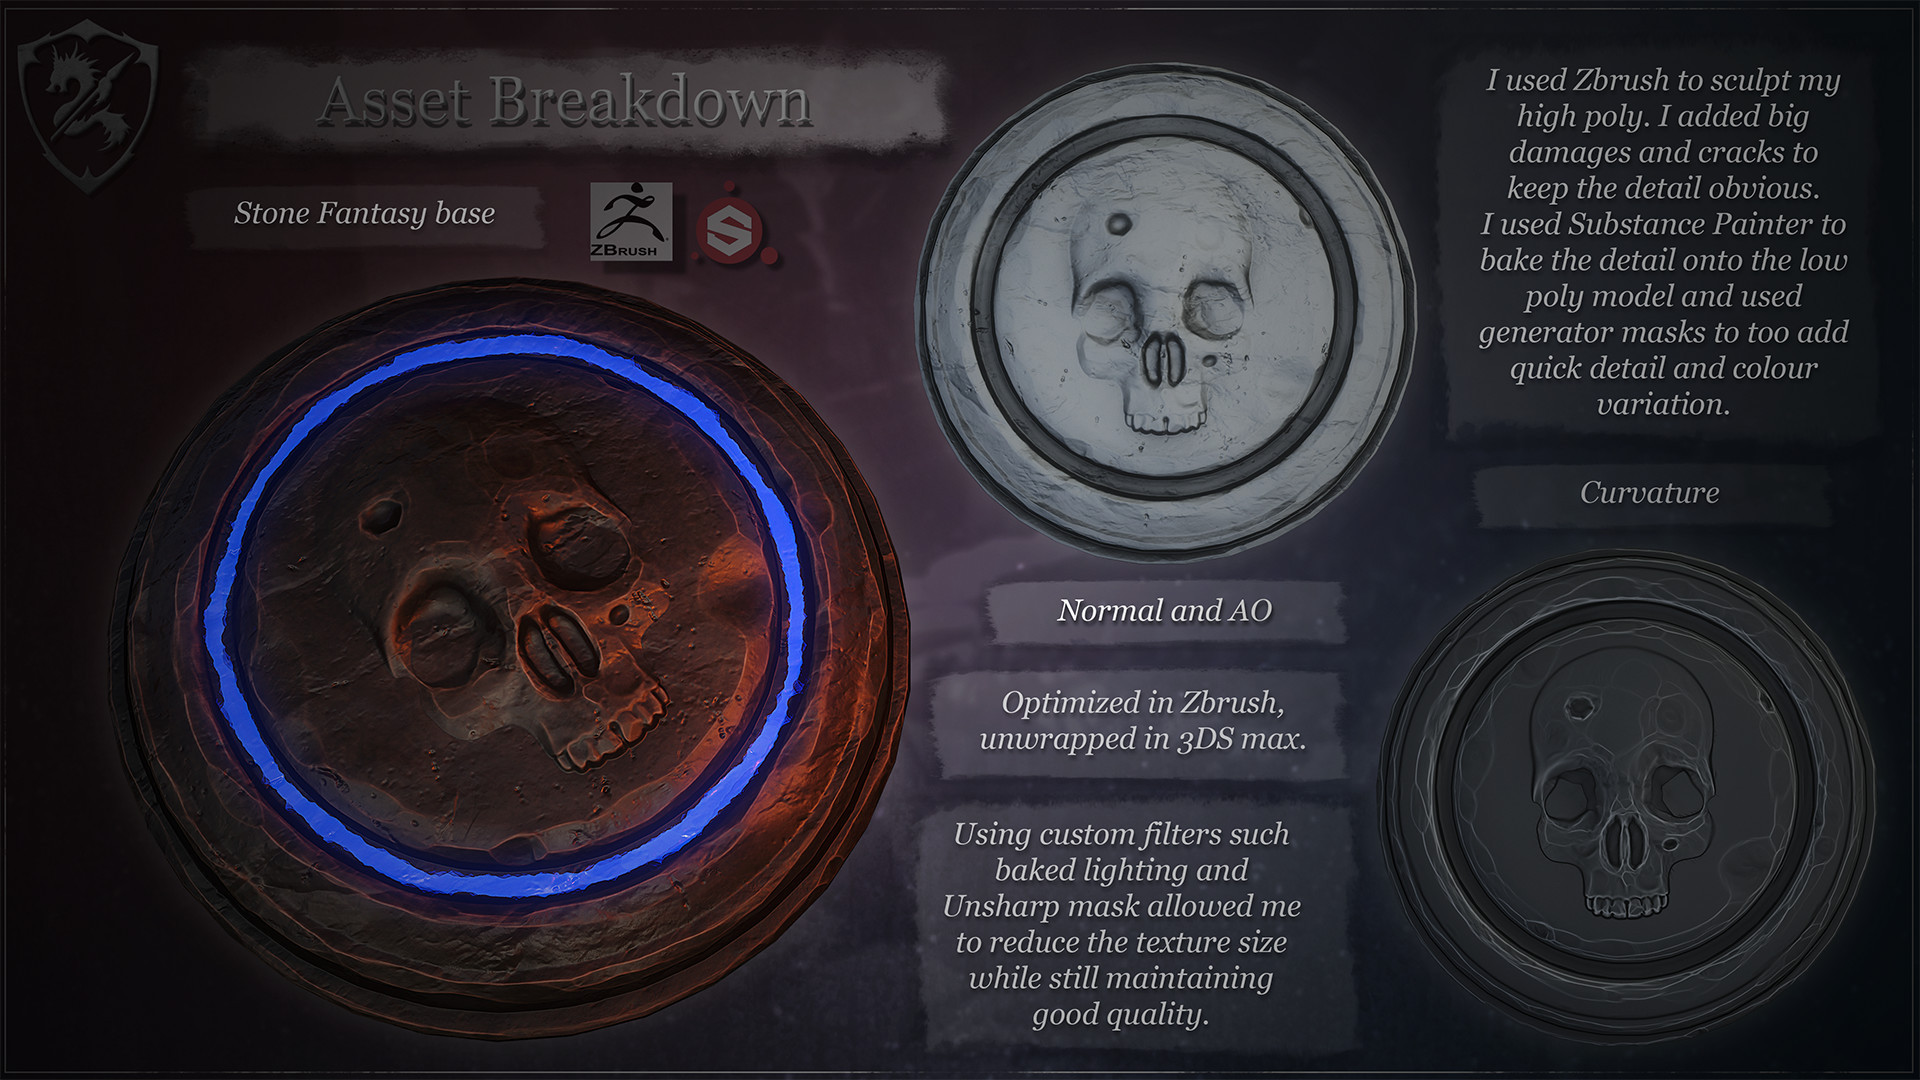 Asset Breakdown
Stone Fantasy base
ZBRUSH
S
I used Zbrush to sculpt my
high poly. I added big
damages and cracks to
keep the detail obvious.
I used Substance Painter to
bake the detail onto the low
poly model and used
generator masks to too add
quick detail and colour
variation.
Curvature
Normal and AO
Optimized in Zbrush,
unwrapped in 3DS max.
Using custom filters such
baked lighting and
Unsharp mask allowed me
to reduce the texture size
while still maintaining
good quality.